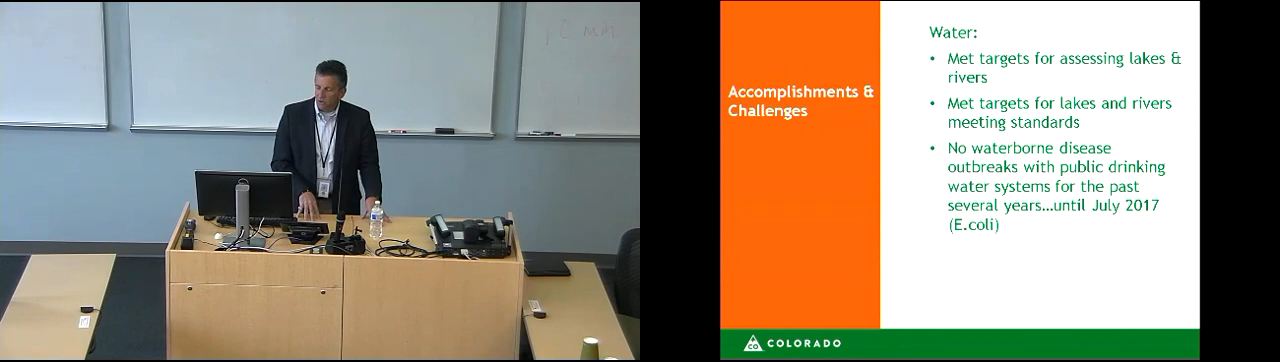 Accomplishments &
Challenges
Water:
• Met targets for assessing lakes &
rivers
• Met targets for lakes and rivers
meeting standards
• No waterborne disease
outbreaks with public drinking
water systems for the past
several years…until July 2017
(E.coli)
CO
COLORADO